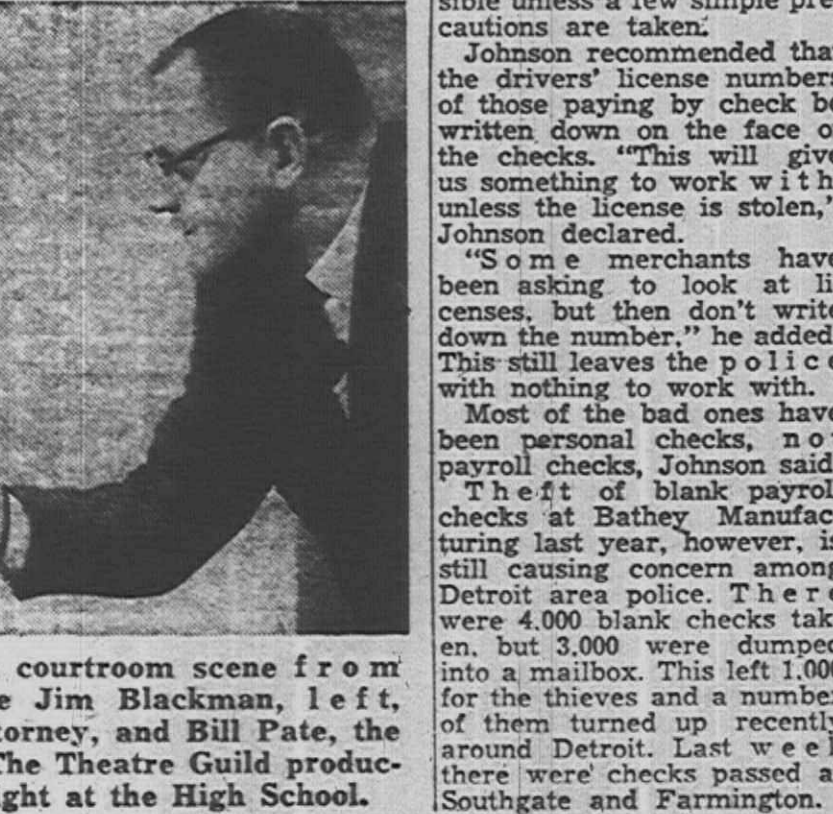 courtroom scene from
Jim Blackman, left,
and Bill Pate, the
The Theatre Guild produc-
at the High School.
sible unless a few simple pre
cautions are taken.
Johnson recommended that
the drivers' license numbers
of those paying by check be
written down on the face of
the checks. "This will give
us something to work with
unless the license is stolen,"
Johnson declared.
"Some merchants have
been asking to look at li
censes, but then don't write
down the number," he added.
This still leaves the police
with nothing to work with.
Most of the bad ones have
been personal checks, not
payroll checks, Johnson said.
Theft of blank payroll
checks at Bathey Manufac
turing last year, however, is
still causing concern among
Detroit area police. There
were 4,000 blank checks tak
en, but 3,000 were dumped
into a mailbox. This left 1,000
for the thieves and a number
of them turned up recently
around Detroit. Last week
there were checks passed at
Southgate and Farmington.